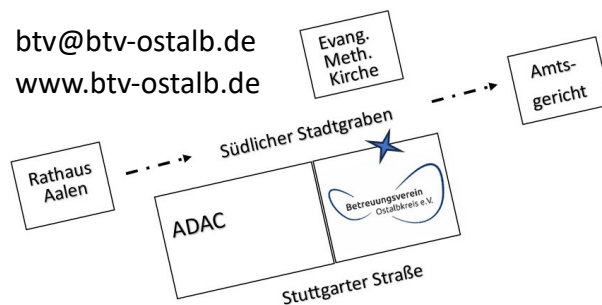 btv@btv-ostalb.de
www.btv-ostalb.de
Evang.
Meth.
Kirche
Amts-
gericht
Südlicher Stadtgraben
Rathaus
Aalen
ADAC
Betreuungsverein
Ostalbkreis e.V.
Stuttgarter Straße